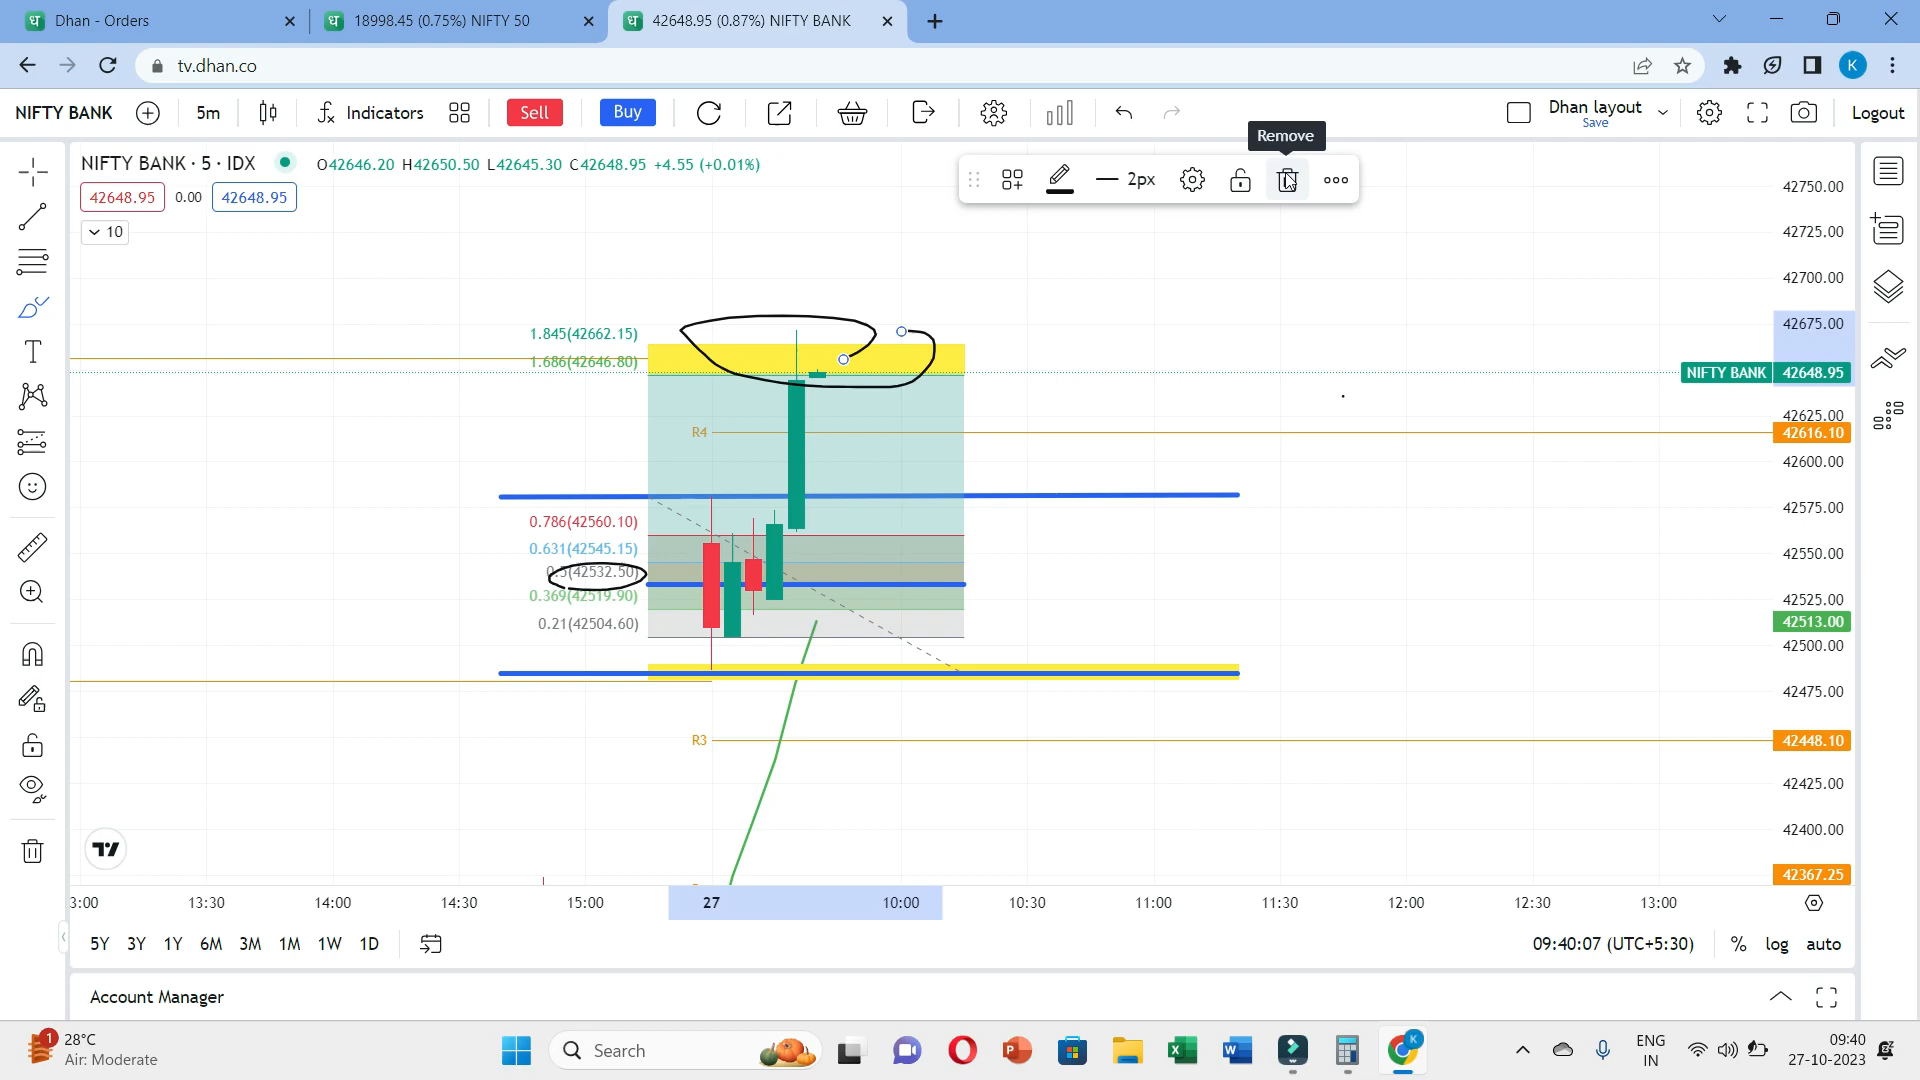 Dhan - Orders
18998.45 (0.75%) NIFTY 50
42648.95 (0.87%) NIFTY BANK
tv.dhan.co
K
NIFTY BANK
5m
Indicators
Sell
Buy
Dhan layout
Save
Logout
Remove
NIFTY BANK · 5 · IDX
O42646.20 H42650.50 L42645.30 C42648.95 +4.55 (+0.01%)
42648.95
0.00
42648.95
10
2px
42750.00
42725.00
42700.00
42675.00
1.845(42662.15)
1.686(42646.80)
NIFTY BANK
42648.95
42625.00
R4
42616.10
42600.00
42575.00
0.786(42560.10)
42550.00
0.631(42545.15)
0.5(42532.50)
0.369(42519.90)
42525.00
0.21(42504.60)
42513.00
42500.00
42475.00
R3
42448.10
42425.00
42400.00
42367.25
3:00
13:30
14:00
14:30
15:00
27
10:00
10:30
11:00
11:30
12:00
12:30
13:00
5Y
3Y
1Y
6M
3M
1M
1W
1D
09:40:07 (UTC+5:30)
%
log
auto
Account Manager
1
28°C
Air: Moderate
Search
K
ENG
IN
09:40
27-10-2023